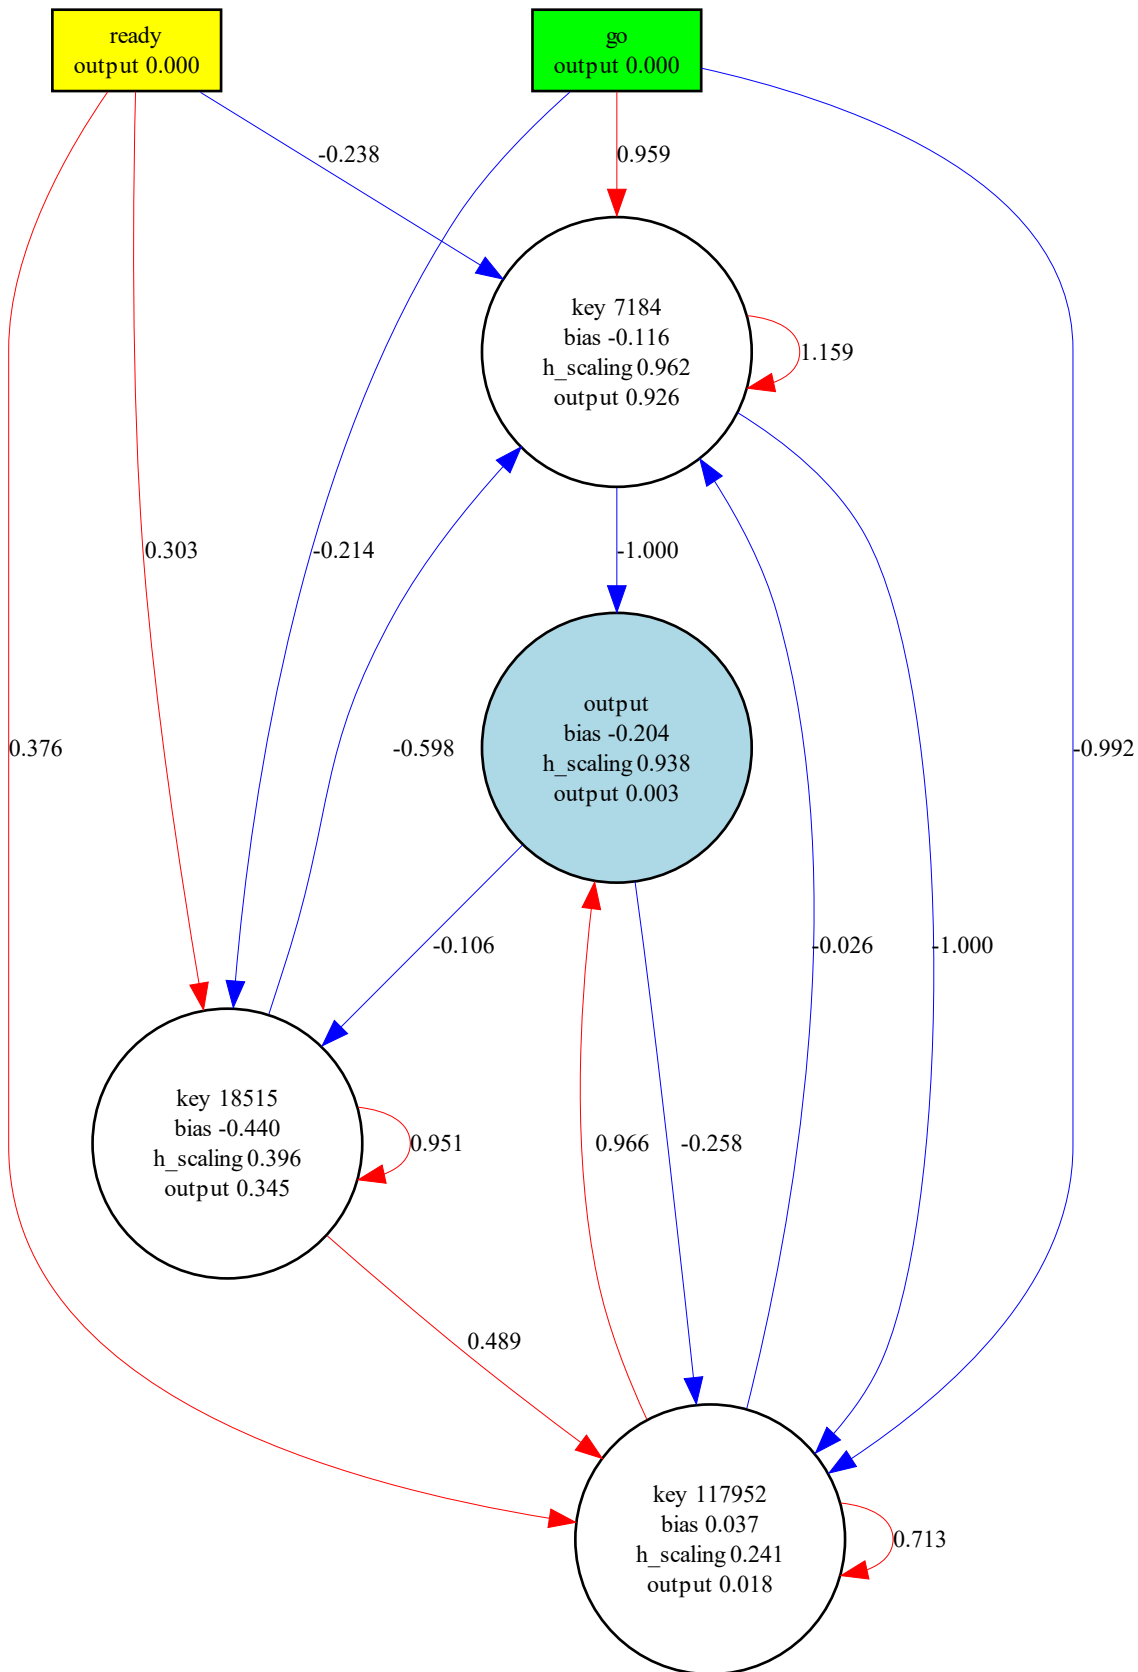 ready
output 0.000
go
output 0.000
-0.238
0.959
key 7184
bias -0.116
h_scaling 0.962
output 0.926
1.159
0.303
-0.214
-1.000
output
bias -0.204
h_scaling 0.938
output 0.003
0.376
-0.598
-0.992
-0.106
-0.026
-1.000
key 18515
bias -0.440
h_scaling 0.396
output 0.345
0.951
0.966
-0.258
0.489
key 117952
bias 0.037
h_scaling 0.241
output 0.018
0.713